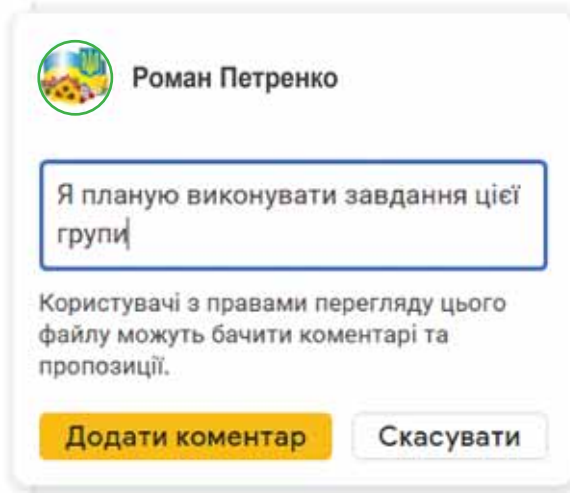 Роман Петренко
Я планую виконувати завдання цієї
групи
Користувачі з правами перегляду цього
файлу можуть бачити коментарі та
пропозиції.
Додати коментар
Скасувати